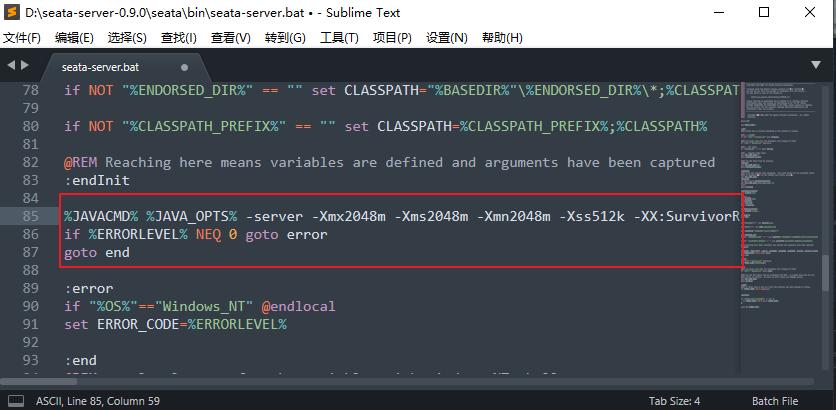 D:\seata-server-0.9.0\seata\bin\seata-server.bat • - Sublime Text
文件(F) 编辑(E) 选择(S) 查找(I) 查看(V) 转到(G) 工具(T) 项目(P) 设置(N) 帮助(H)
seata-server.bat
78 if NOT "%ENDORSED_DIR%" == "" set CLASSPATH="%BASEDIR%"\%ENDORSED_DIR%\*;%CLASSPAT
79
80 if NOT "%CLASSPATH_PREFIX%" == "" set CLASSPATH=%CLASSPATH_PREFIX%;%CLASSPATH%
81
82 @REM Reaching here means variables are defined and arguments have been captured
83 :endInit
84
85 %JAVACMD% %JAVA_OPTS% -server -Xmx2048m -Xms2048m -Xmn2048m -Xss512k -XX:SurvivorR
86 if %ERRORLEVEL% NEQ 0 goto error
87 goto end
88
89 :error
90 if "%OS%"=="Windows_NT" @endlocal
91 set ERROR_CODE=%ERRORLEVEL%
92
93 :end
ASCII, Line 85, Column 59 Tab Size: 4 Batch File